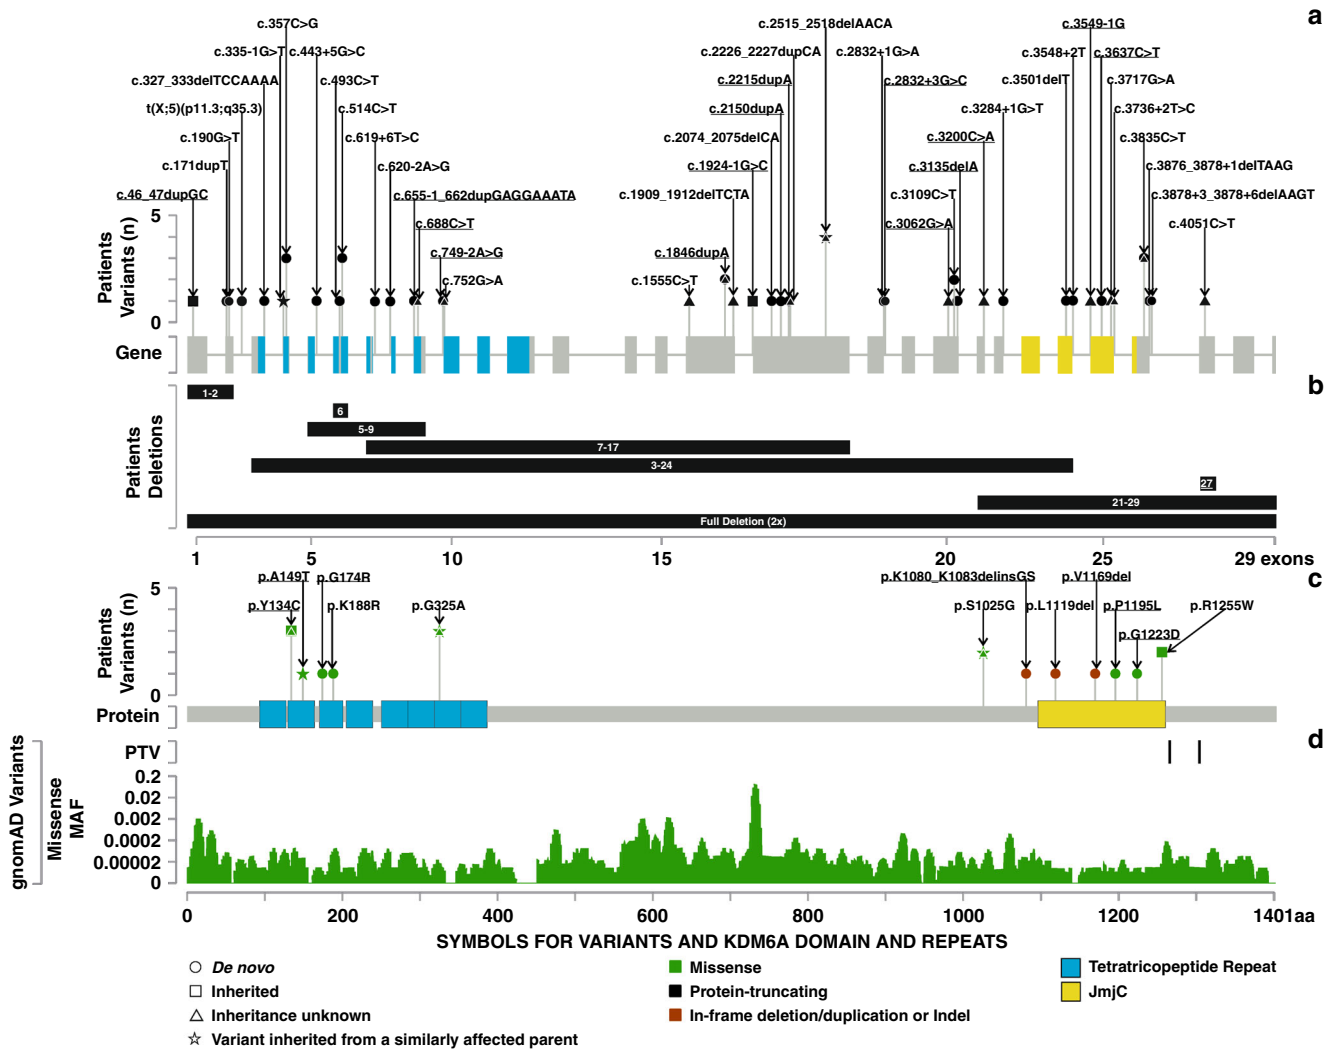 a
c.357C>G
c.2515_2518delAACA
c.3549-1G
c.335-1G>T
c.443+5G>C
c.2226_2227dupCA
c.2832+1G>A
c.3548+2T
c.3637C>T
c.327_333delTCCAAAA
c.493C>T
c.2215dupA
c.2832+3G>C
c.3501delT
c.3717G>A
t(X;5)(p11.3;q35.3)
c.514C>T
c.2150dupA
c.3284+1G>T
c.3736+2T>C
c.190G>T
c.619+6T>C
c.2074_2075delCA
c.3200C>A
c.3835C>T
c.171dupT
c.620-2A>G
c.1924-1G>C
c.3135delA
c.3876_3878+1delTAAG
c.46_47dupGC
c.655-1_662dupGAGGAAATA
c.1909_1912delTCTA
c.3109C>T
c.3878+3_3878+6delAAGT
c.688C>T
c.3062G>A
c.4051C>T
c.749-2A>G
c.1846dupA
c.752G>A
c.1555C>T
Patients
Variants (n)
5
0
Gene
b
Patients
Deletions
1-2
6
5-9
7-17
3-24
27
21-29
Full Deletion (2x)
1 5 10 15 20 25 29 exons
c
p.A149T
p.G174R
p.K1080_K1083delinsGS
p.V1169del
p.Y134C
p.K188R
p.G325A
p.S1025G
p.L1119del
p.P1195L
p.R1255W
p.G1223D
Patients
Variants (n)
5
0
Protein
d
gnomAD Variants
PTV
Missense
MAF
0.2
0.02
0.002
0.0002
0.00002
0
0 200 400 600 800 1000 1200 1401aa
SYMBOLS FOR VARIANTS AND KDM6A DOMAIN AND REPEATS
De novo
Inherited
Inheritance unknown
Variant inherited from a similarly affected parent
Missense
Protein-truncating
In-frame deletion/duplication or Indel
Tetratricopeptide Repeat
JmjC